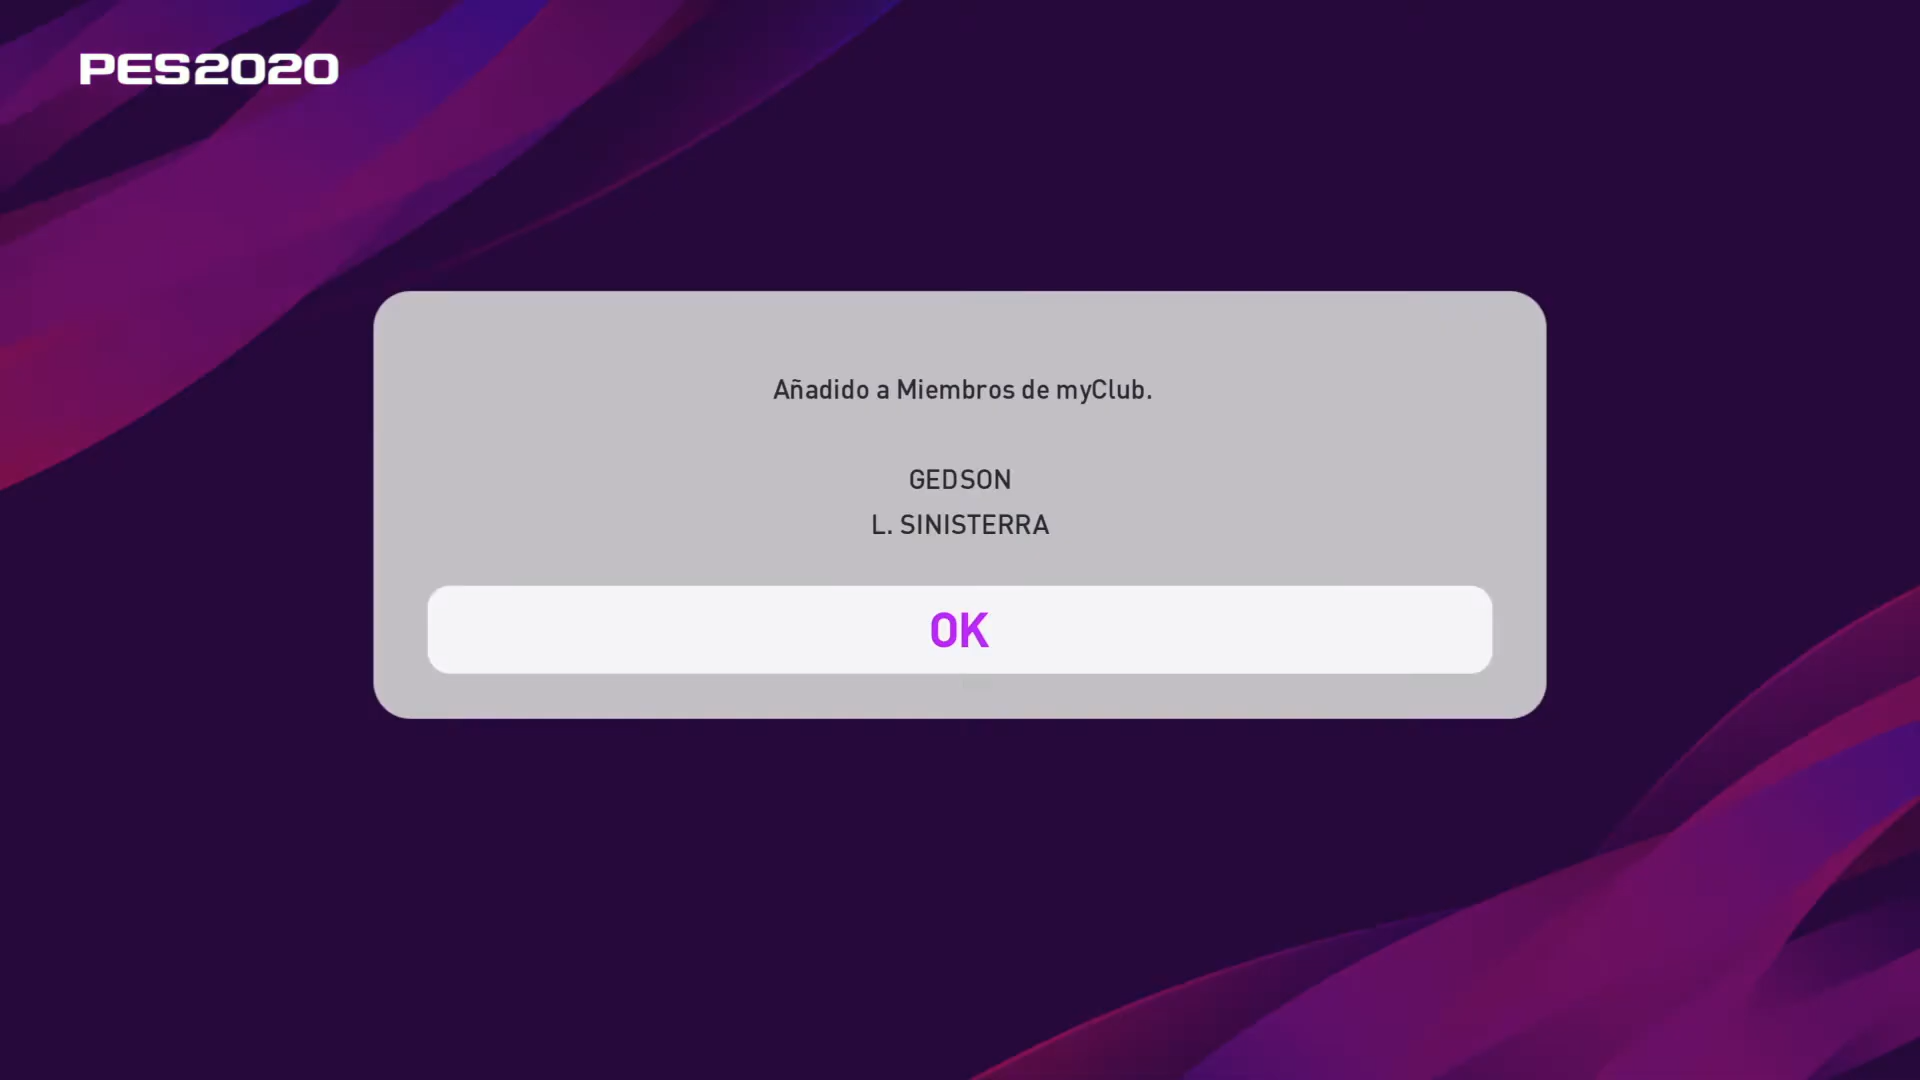 PES2020
Añadido a Miembros de myClub.
GEDSON
L. SINISTERRA
OK